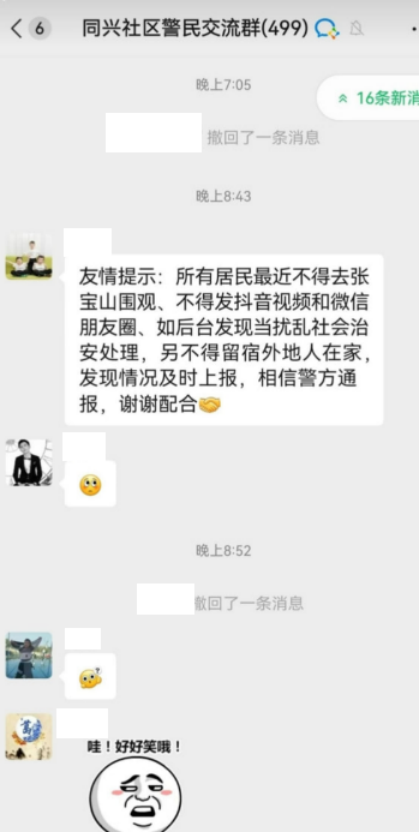 6
同兴社区警民交流群(499)
晚上7:05
16条新消
撤回了一条消息
晚上8:43
友情提示：所有居民最近不得去张
宝山围观、不得发抖音视频和微信
朋友圈、如后台发现当扰乱社会治
安处理，另不得留宿外地人在家，
发现情况及时上报，相信警方通
报，谢谢配合
晚上8:52
撤回了一条消息
哇！好好笑哦！